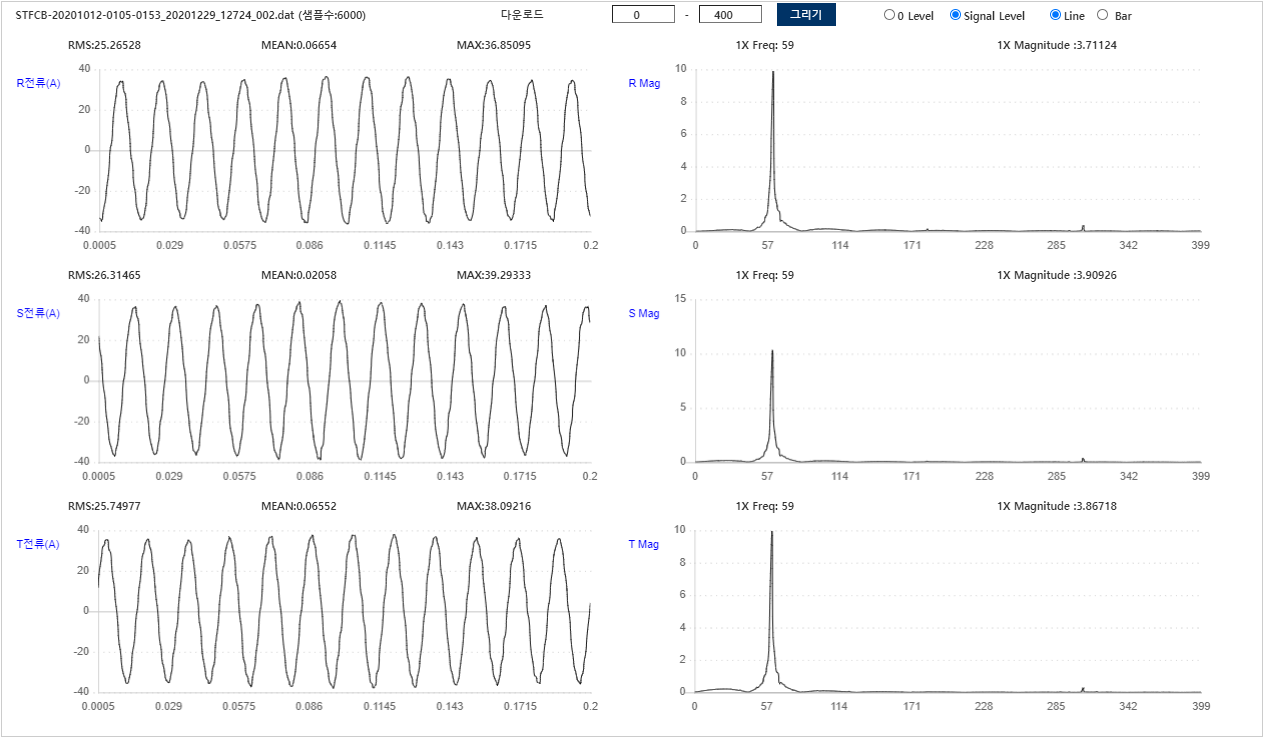 STFCB-20201012-0105-0153_20201229_12724_002.dat (샘플수:6000) 다운로드 0 - 400 그리기 0 Level Signal Level Line Bar
RMS:25.26528 MEAN:0.06654 MAX:36.85095 1X Freq: 59 1X Magnitude :3.71124
R전류(A)
40
20
0
-20
-40
0.0005 0.029 0.0575 0.086 0.1145 0.143 0.1715 0.2
R Mag
10
8
6
4
2
0
0 57 114 171 228 285 342 399
RMS:26.31465 MEAN:0.02058 MAX:39.29333 1X Freq: 59 1X Magnitude :3.90926
S전류(A)
40
20
0
-20
-40
0.0005 0.029 0.0575 0.086 0.1145 0.143 0.1715 0.2
S Mag
15
10
5
0
0 57 114 171 228 285 342 399
RMS:25.74977 MEAN:0.06552 MAX:38.09216 1X Freq: 59 1X Magnitude :3.86718
T전류(A)
40
20
0
-20
-40
0.0005 0.029 0.0575 0.086 0.1145 0.143 0.1715 0.2
T Mag
10
8
6
4
2
0
0 57 114 171 228 285 342 399